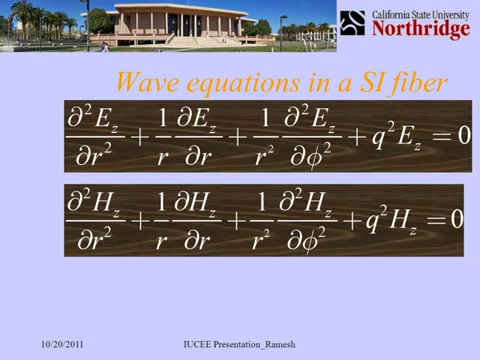 California State University
Northridge
Wave equations in a SI fiber
∂²E_z/∂r² + 1/r ∂E_z/∂r + 1/r² ∂²E_z/∂ϕ² + q²E_z = 0
∂²H_z/∂r² + 1/r ∂H_z/∂r + 1/r² ∂²H_z/∂ϕ² + q²H_z = 0
10/20/2011 IUCEE Presentation_Ramesh